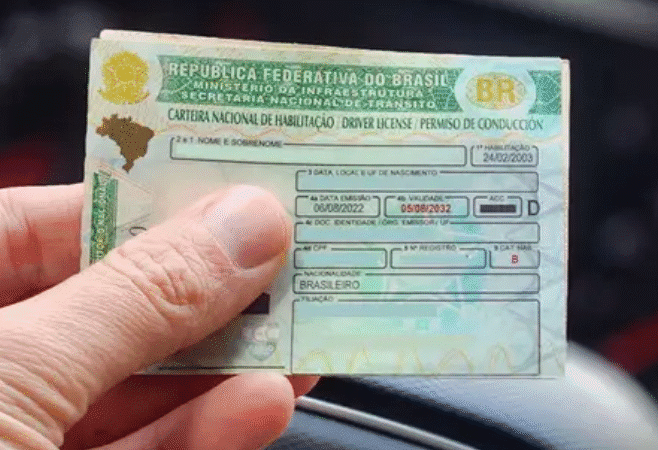 REPÚBLICA FEDERATIVA DO BRASIL
MINISTÉRIO DA INFRAESTRUTURA
SECRETARIA NACIONAL DE TRÂNSITO
BR
CARTEIRA NACIONAL DE HABILITAÇÃO / DRIVER LICENSE / PERMISO DE CONDUCCIÓN
2 e 1 NOME E SOBRENOME
1ª HABILITAÇÃO
24/02/2003
3 DATA, LOCAL E UF DE NASCIMENTO
4a DATA EMISSÃO
06/08/2022
4b VALIDADE
05/08/2032
ACC
D
4c DOC. IDENTIDADE / ÓRG. EMISSOR / UF
4d CPF
5 Nº REGISTRO
9 CAT HAB
B
NACIONALIDADE
BRASILEIRO
FILIAÇÃO